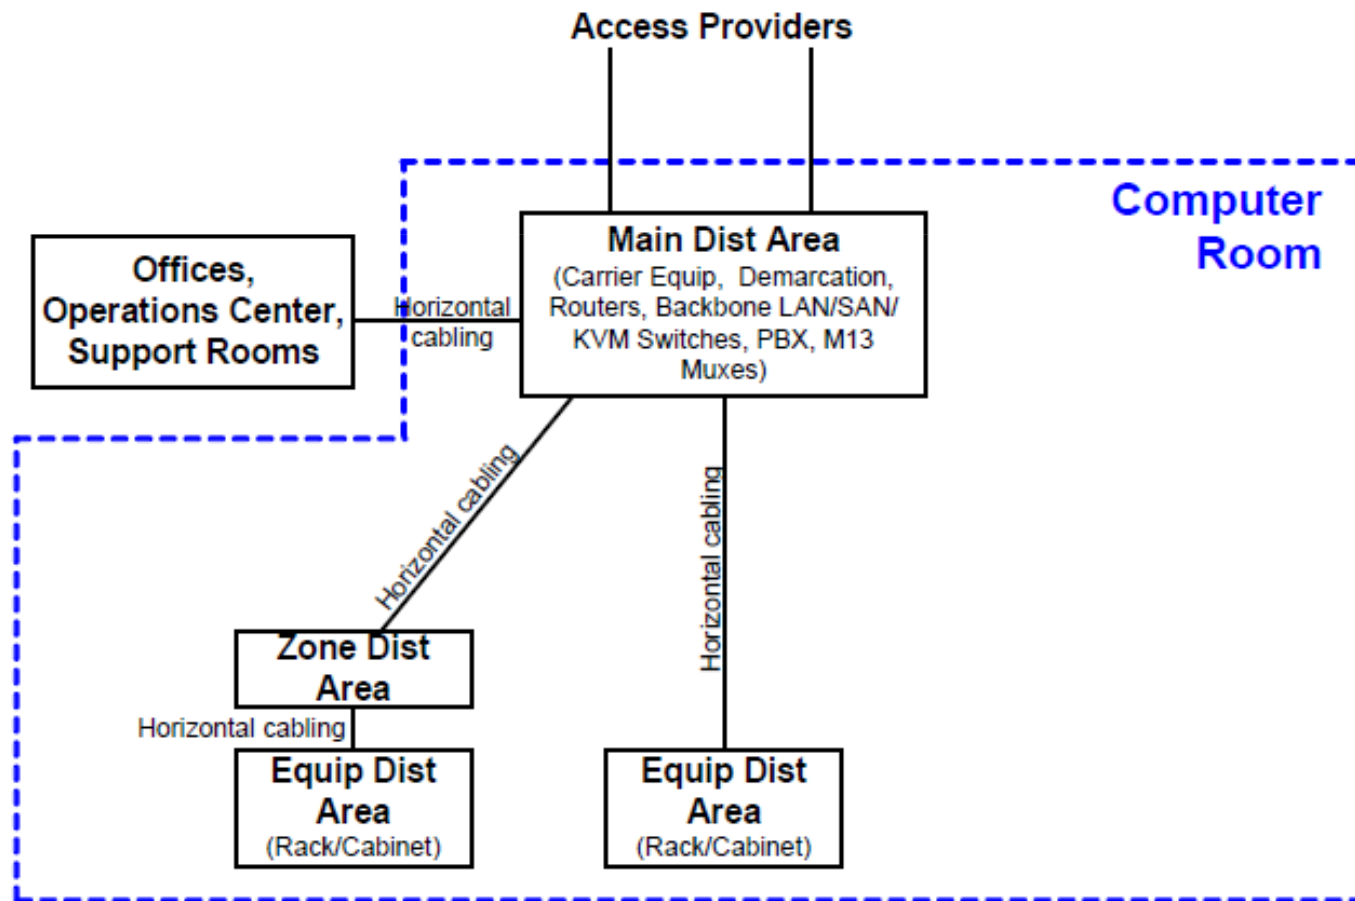 Access Providers
Computer
Room
Main Dist Area
(Carrier Equip, Demarcation,
Routers, Backbone LAN/SAN/
KVM Switches, PBX, M13
Muxes)
Offices,
Operations Center,
Support Rooms
Horizontal
cabling
Horizontal cabling
Horizontal cabling
Zone Dist
Area
Horizontal cabling
Equip Dist
Area
(Rack/Cabinet)
Equip Dist
Area
(Rack/Cabinet)